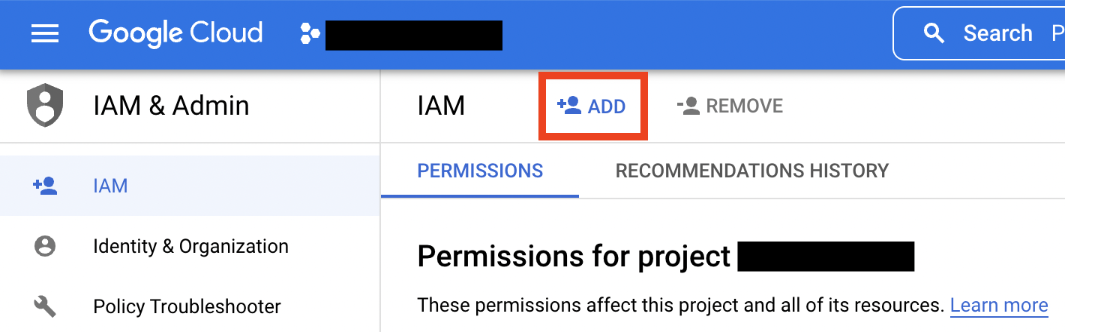 Google Cloud
Search P
IAM & Admin
IAM
ADD
REMOVE
IAM
PERMISSIONS
RECOMMENDATIONS HISTORY
Identity & Organization
Permissions for project
Policy Troubleshooter
These permissions affect this project and all of its resources. Learn more